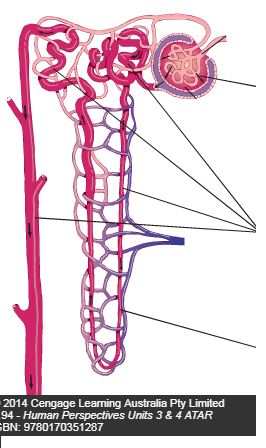 2014 Cengage Learning Australia Pty Limited
94 - Human Perspectives Units 3 & 4 ATAR
SBN: 9780170351287